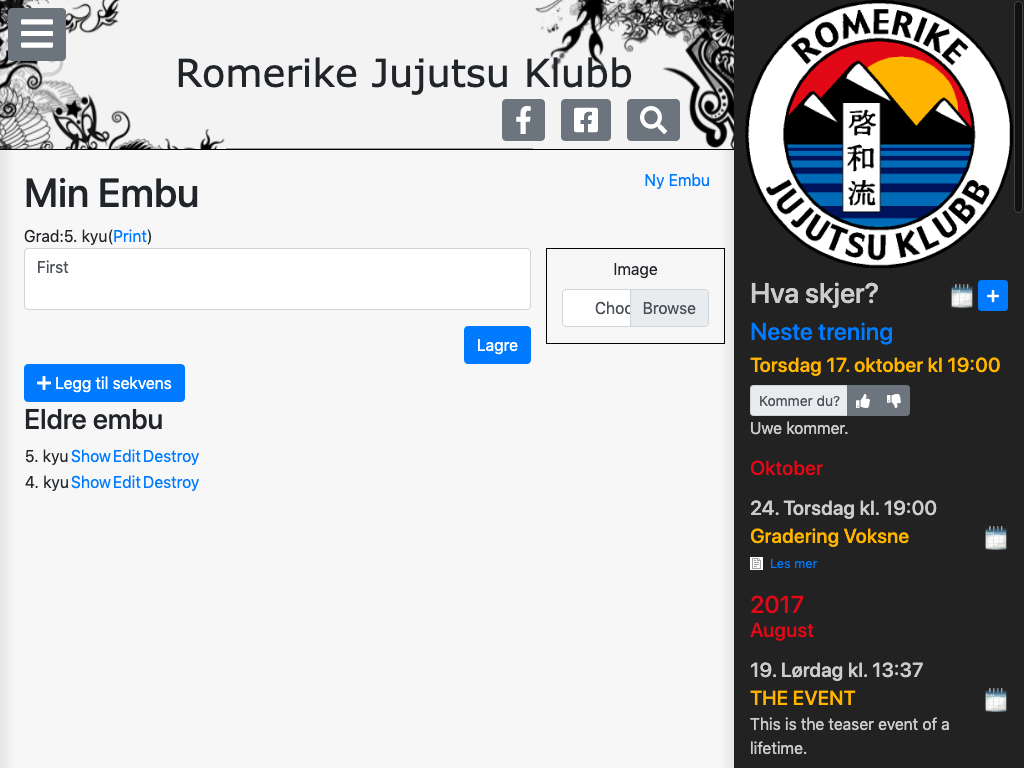 Romerike Jujutsu Klubb
Min Embu
Ny Embu
Grad:5. kyu(Print)
First
Image
Browse
Lagre
Legg til sekvens
Eldre embu
5. kyu Show Edit Destroy
4. kyu Show Edit Destroy
ROMERIKE
啓和流
JUJUTSU KLUBB
Hva skjer?
Neste trening
Torsdag 17. oktober kl 19:00
Kommer du?
Uwe kommer.
Oktober
24. Torsdag kl. 19:00
Gradering Voksne
Les mer
2017
August
19. Lørdag kl. 13:37
THE EVENT
This is the teaser event of a
lifetime.